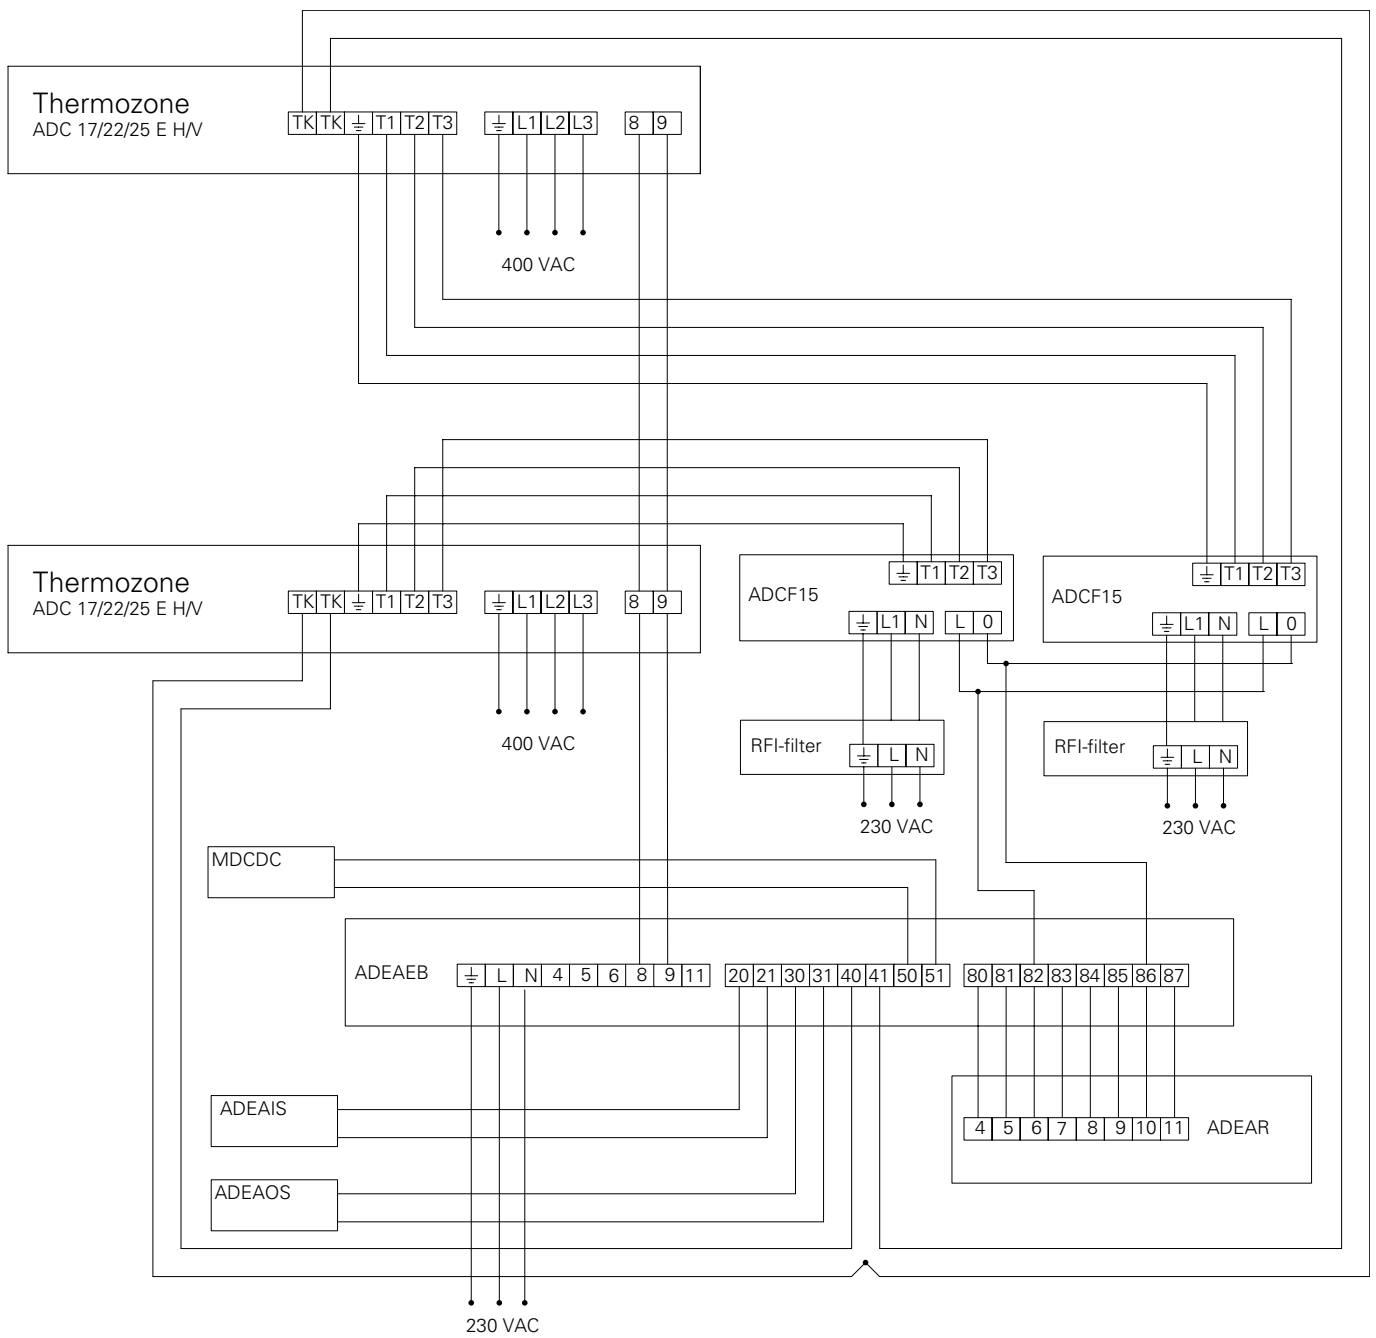 Thermozone
ADC 17/22/25 E H/V
TK TK ⏚ T1 T2 T3 ⏚ L1 L2 L3 8 9
400 VAC
Thermozone
ADC 17/22/25 E H/V
TK TK ⏚ T1 T2 T3 ⏚ L1 L2 L3 8 9
400 VAC
ADCF15
⏚ T1 T2 T3
⏚ L1 N L 0
ADCF15
⏚ T1 T2 T3
⏚ L1 N L 0
RFI-filter
⏚ L N
230 VAC
RFI-filter
⏚ L N
230 VAC
MDCDC
ADEAEB
⏚ L N 4 5 6 8 9 11 20 21 30 31 40 41 50 51 80 81 82 83 84 85 86 87
ADEAIS
4 5 6 7 8 9 10 11 ADEAR
ADEAOS
230 VAC